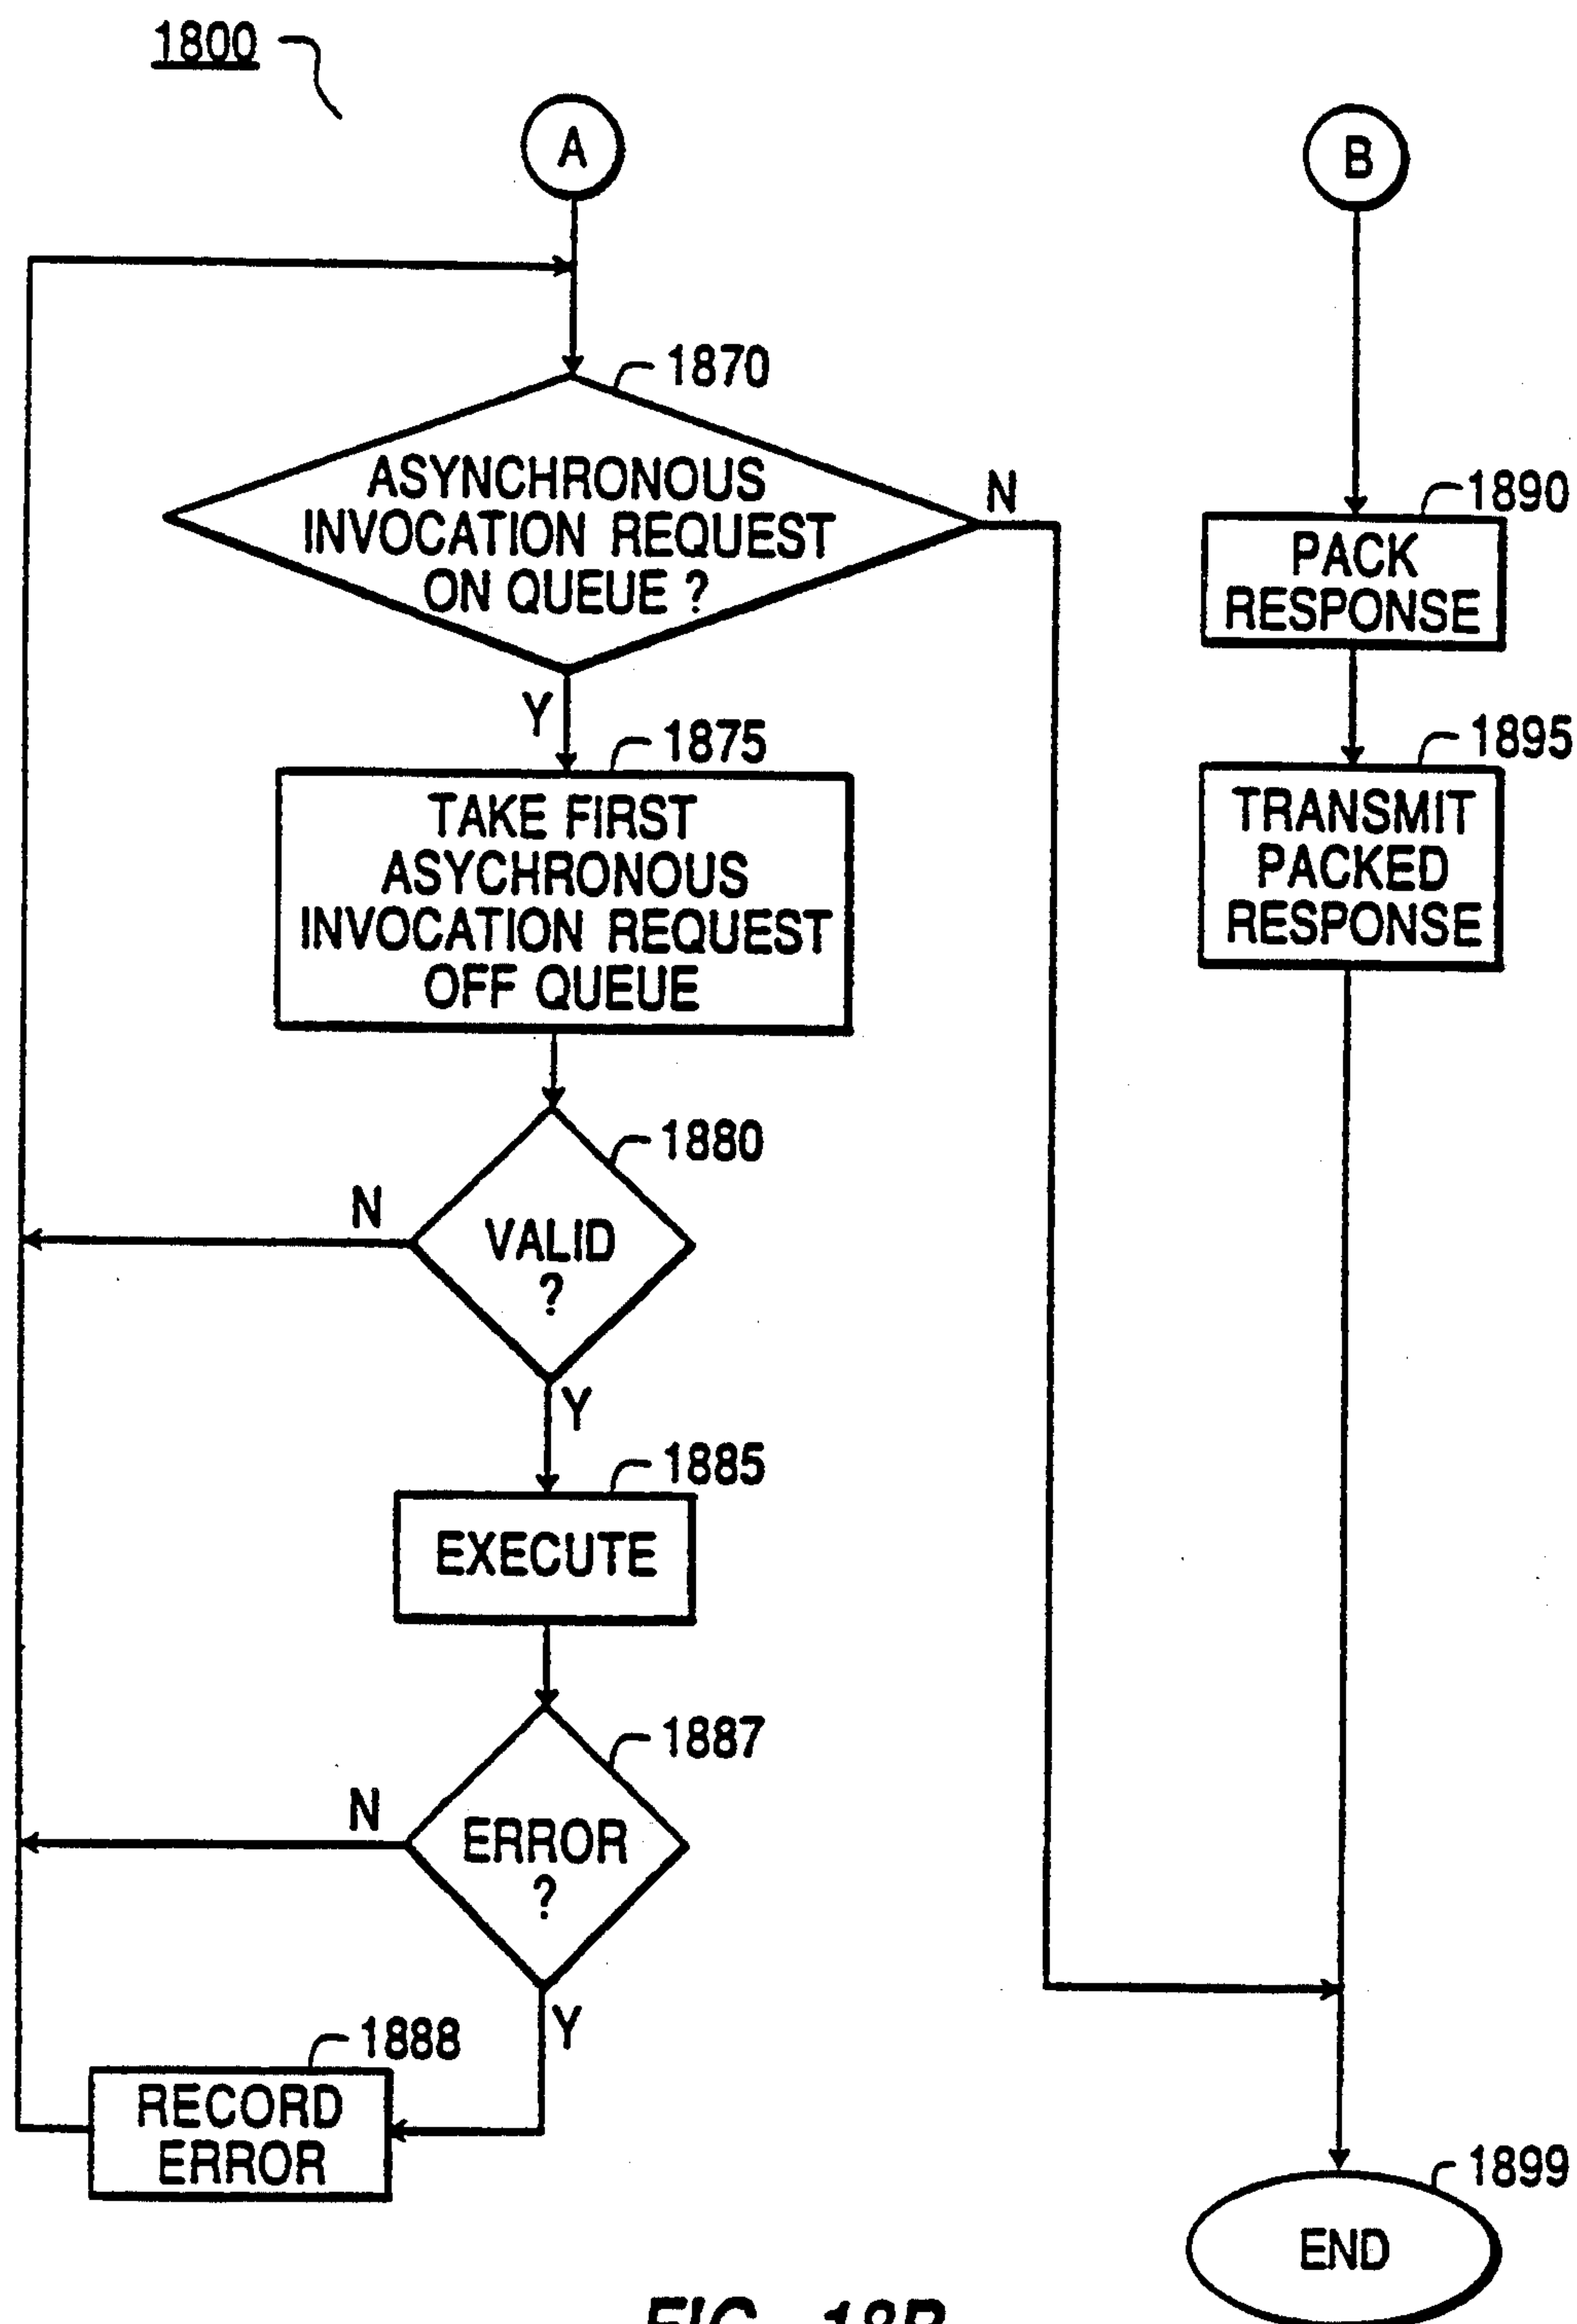 1800
A
B
1870
ASYNCHRONOUS
INVOCATION REQUEST
ON QUEUE ?
N
Y
1875
TAKE FIRST
ASYCHRONOUS
INVOCATION REQUEST
OFF QUEUE
1880
VALID
?
N
Y
1885
EXECUTE
1887
ERROR
?
N
Y
1888
RECORD
ERROR
1890
PACK
RESPONSE
1895
TRANSMIT
PACKED
RESPONSE
1899
END